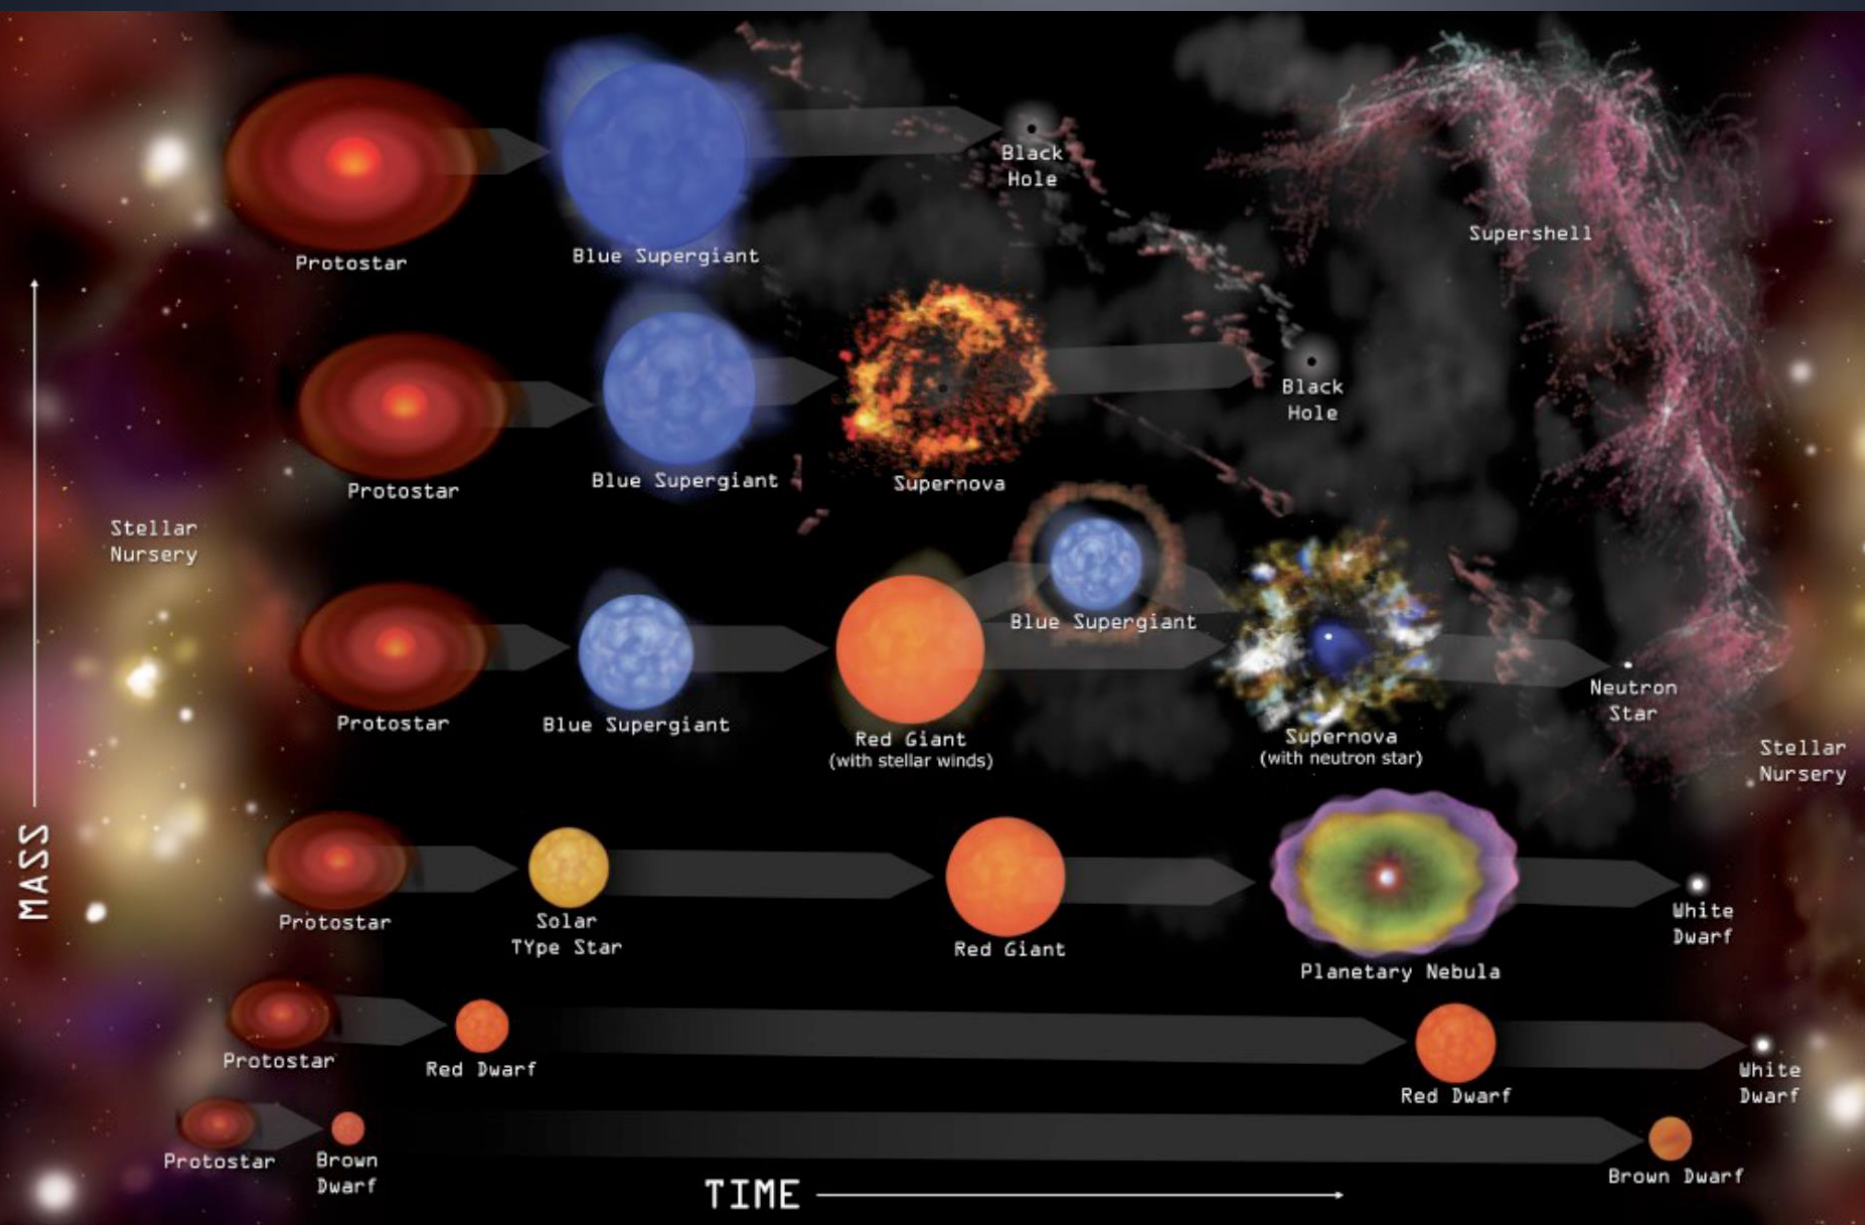 Protostar
Blue Supergiant
Black
Hole
Supershell
Protostar
Blue Supergiant
Supernova
Black
Hole
Stellar
Nursery
Protostar
Blue Supergiant
Red Giant
(with stellar winds)
Blue Supergiant
Supernova
(with neutron star)
Neutron
Star
Stellar
Nursery
MASS
Protostar
Solar
TYpe Star
Red Giant
Planetary Nebula
White
Dwarf
Protostar
Red Dwarf
Red Dwarf
White
Dwarf
Protostar
Brown
Dwarf
Brown Dwarf
TIME